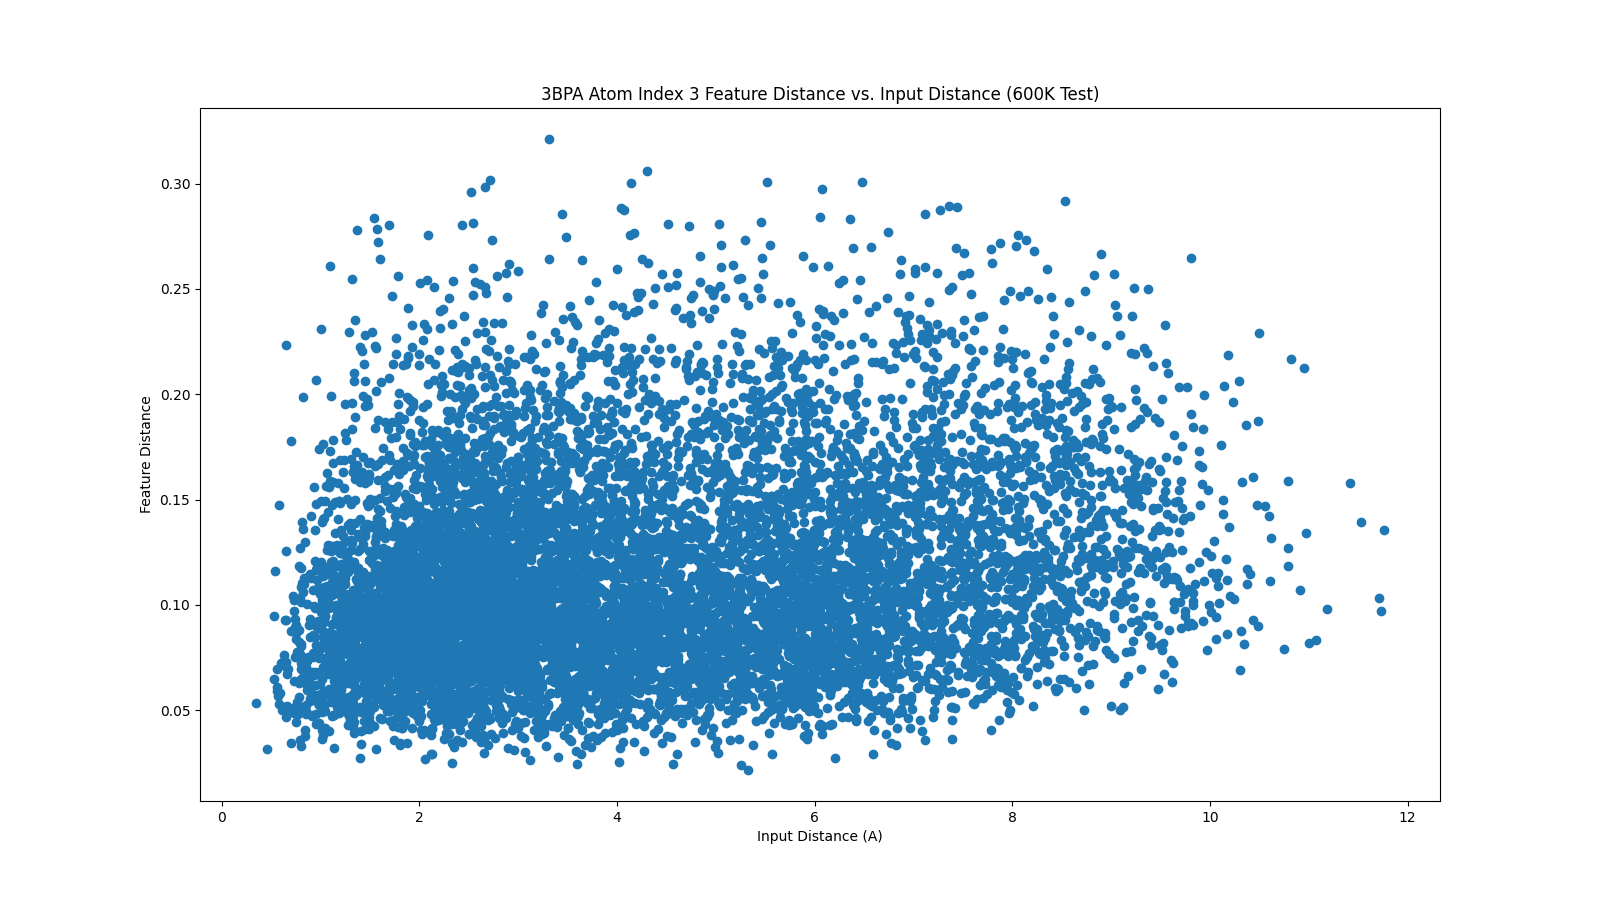 3BPA Atom Index 3 Feature Distance vs. Input Distance (600K Test)
Feature Distance
0.30
0.25
0.20
0.15
0.10
0.05
0 2 4 6 8 10 12
Input Distance (A)